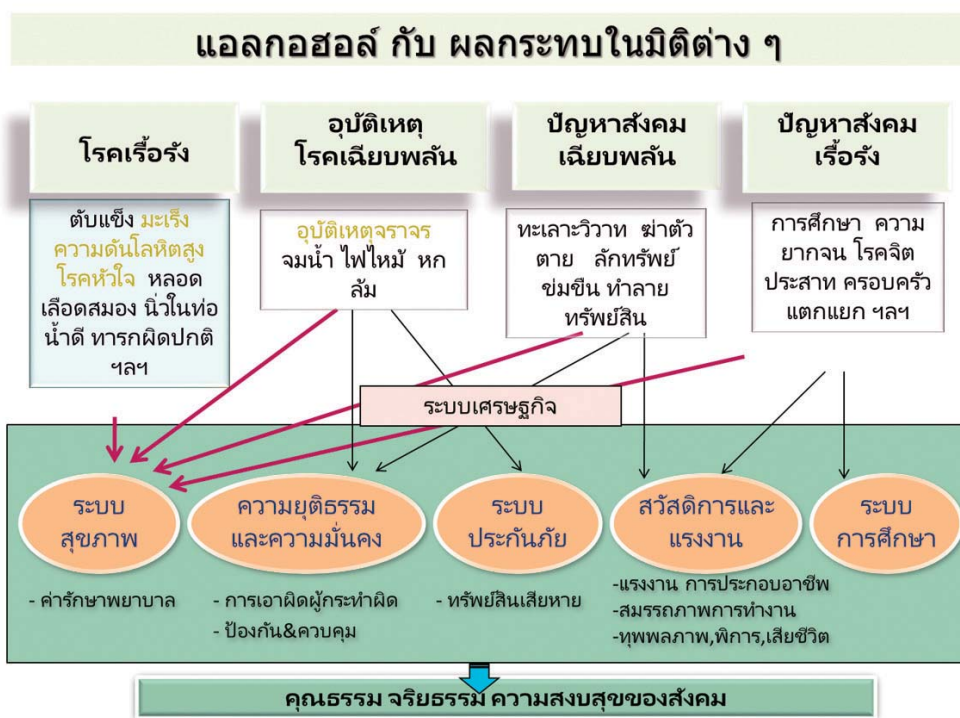 แอลกอฮอล์ กับ ผลกระทบในมิติต่าง ๆ
โรคเรื้อรัง
อุบัติเหตุ
โรคเฉียบพลัน
ปัญหาสังคม
เฉียบพลัน
ปัญหาสังคม
เรื้อรัง
ตับแข็ง มะเร็ง
ความดันโลหิตสูง
โรคหัวใจ หลอด
เลือดสมอง นิ่วในท่อ
น้ำดี ทารกผิดปกติ
ฯลฯ
อุบัติเหตุจราจร
จมน้ำ ไฟไหม้ หก
ล้ม
ทะเลาะวิวาท ฆ่าตัว
ตาย ลักทรัพย์
ข่มขืน ทำลาย
ทรัพย์สิน
การศึกษา ความ
ยากจน โรคจิต
ประสาท ครอบครัว
แตกแยก ฯลฯ
ระบบเศรษฐกิจ
ระบบ
สุขภาพ
ความยุติธรรม
และความมั่นคง
ระบบ
ประกันภัย
สวัสดิการและ
แรงงาน
ระบบ
การศึกษา
- ค่ารักษาพยาบาล
- การเอาผิดผู้กระทำผิด
- ป้องกัน&ควบคุม
- ทรัพย์สินเสียหาย
-แรงงาน การประกอบอาชีพ
-สมรรถภาพการทำงาน
-ทุพพลภาพ,พิการ,เสียชีวิต
คุณธรรม จริยธรรม ความสงบสุขของสังคม